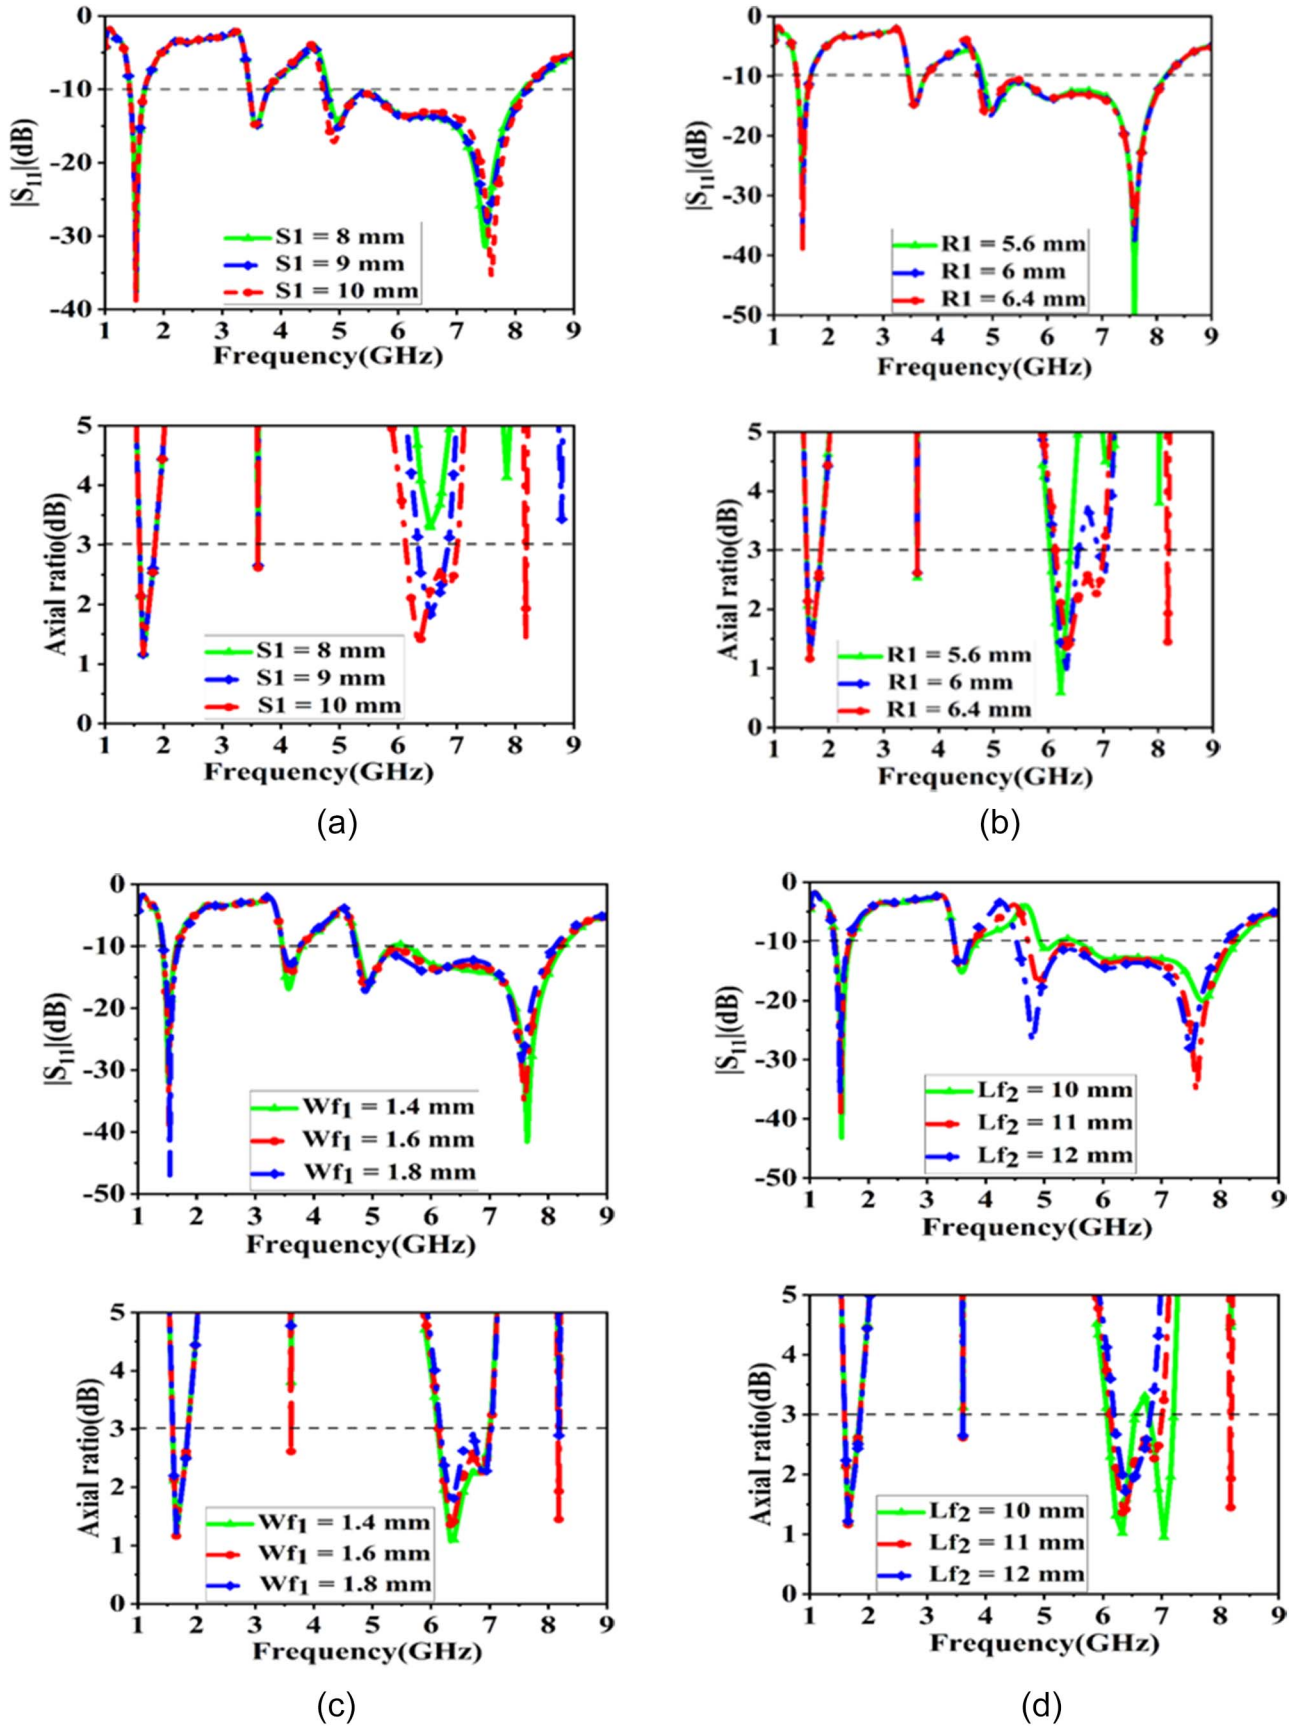 0
-10
-20
-30
-40
|S11|(dB)
S1 = 8 mm
S1 = 9 mm
S1 = 10 mm
1 2 3 4 5 6 7 8 9
Frequency(GHz)
0
-10
-20
-30
-40
-50
|S11|(dB)
R1 = 5.6 mm
R1 = 6 mm
R1 = 6.4 mm
1 2 3 4 5 6 7 8 9
Frequency(GHz)
5
4
3
2
1
0
Axial ratio(dB)
S1 = 8 mm
S1 = 9 mm
S1 = 10 mm
1 2 3 4 5 6 7 8 9
Frequency(GHz)
(a)
5
4
3
2
1
0
Axial ratio(dB)
R1 = 5.6 mm
R1 = 6 mm
R1 = 6.4 mm
1 2 3 4 5 6 7 8 9
Frequency(GHz)
(b)
0
-10
-20
-30
-40
-50
|S11|(dB)
Wf1 = 1.4 mm
Wf1 = 1.6 mm
Wf1 = 1.8 mm
1 2 3 4 5 6 7 8 9
Frequency(GHz)
0
-10
-20
-30
-40
-50
|S11|(dB)
Lf2 = 10 mm
Lf2 = 11 mm
Lf2 = 12 mm
1 2 3 4 5 6 7 8 9
Frequency(GHz)
5
4
3
2
1
0
Axial ratio(dB)
Wf1 = 1.4 mm
Wf1 = 1.6 mm
Wf1 = 1.8 mm
1 2 3 4 5 6 7 8 9
Frequency(GHz)
(c)
5
4
3
2
1
0
Axial ratio(dB)
Lf2 = 10 mm
Lf2 = 11 mm
Lf2 = 12 mm
1 2 3 4 5 6 7 8 9
Frequency(GHz)
(d)